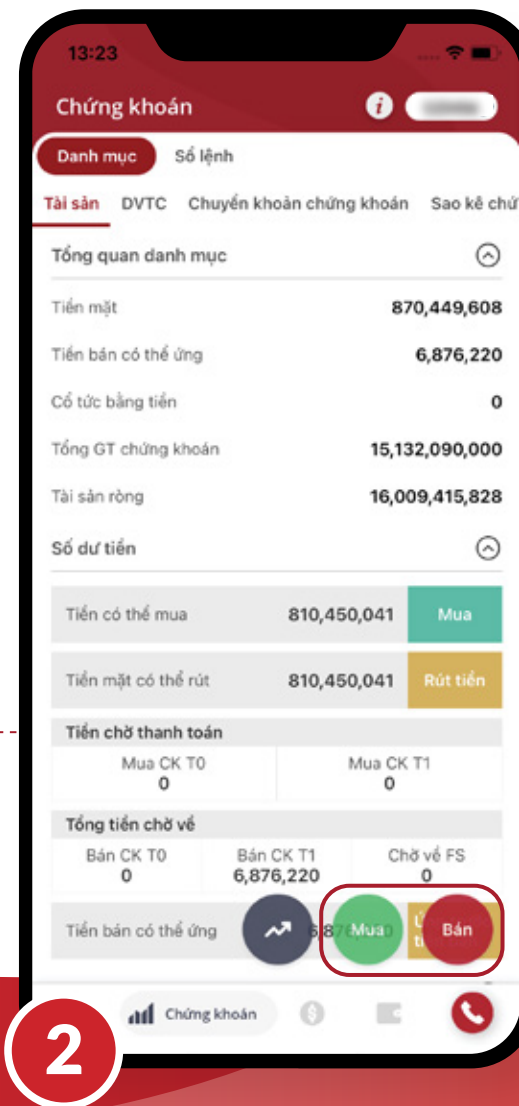 13:23
Chứng khoán i
Danh mục Sổ lệnh
Tài sản DVTC Chuyển khoản chứng khoán Sao kê chứ
Tổng quan danh mục
Tiền mặt 870,449,608
Tiền bán có thể ứng 6,876,220
Cổ tức bằng tiền 0
Tổng GT chứng khoán 15,132,090,000
Tài sản ròng 16,009,415,828
Số dư tiền
Tiền có thể mua 810,450,041 Mua
Tiền mặt có thể rút 810,450,041 Rút tiền
Tiền chờ thanh toán
Mua CK T0 Mua CK T1
0 0
Tổng tiền chờ về
Bán CK T0 Bán CK T1 Chờ về FS
0 6,876,220 0
Tiền bán có thể ứng Mua Bán
Chứng khoán
2